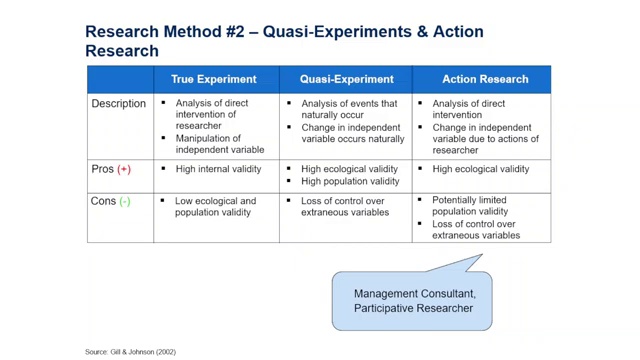 Research Method #2 – Quasi-Experiments & Action
Research
True Experiment
Quasi-Experiment
Action Research
Description
▪ Analysis of direct
intervention of
researcher
▪ Manipulation of
independent variable
▪ Analysis of events that
naturally occur
▪ Change in independent
variable occurs naturally
▪ Analysis of direct
intervention
▪ Change in independent
variable due to actions of
researcher
Pros (+)
▪ High internal validity
▪ High ecological validity
▪ High population validity
▪ High ecological validity
Cons (-)
▪ Low ecological and
population validity
▪ Loss of control over
extraneous variables
▪ Potentially limited
population validity
▪ Loss of control over
extraneous variables
Management Consultant,
Participative Researcher
Source: Gill & Johnson (2002)